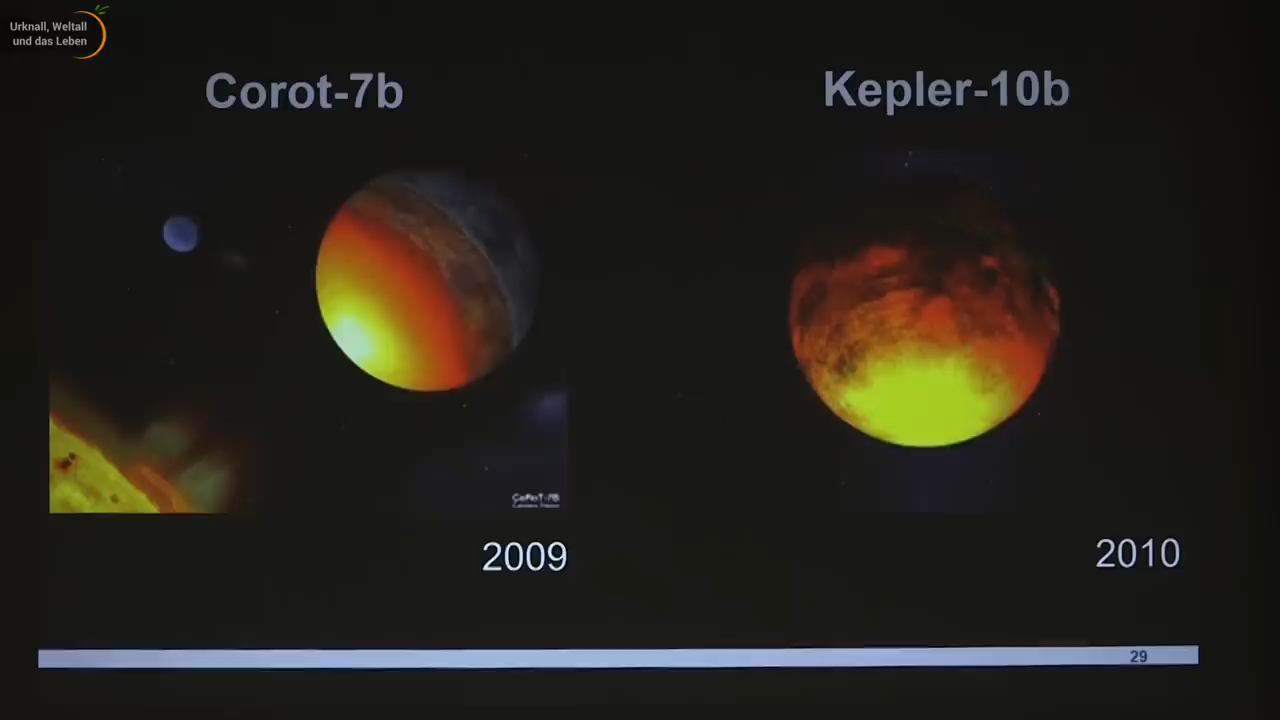 Urknall, Weltall
und das Leben
Corot-7b
Kepler-10b
2009
2010
29